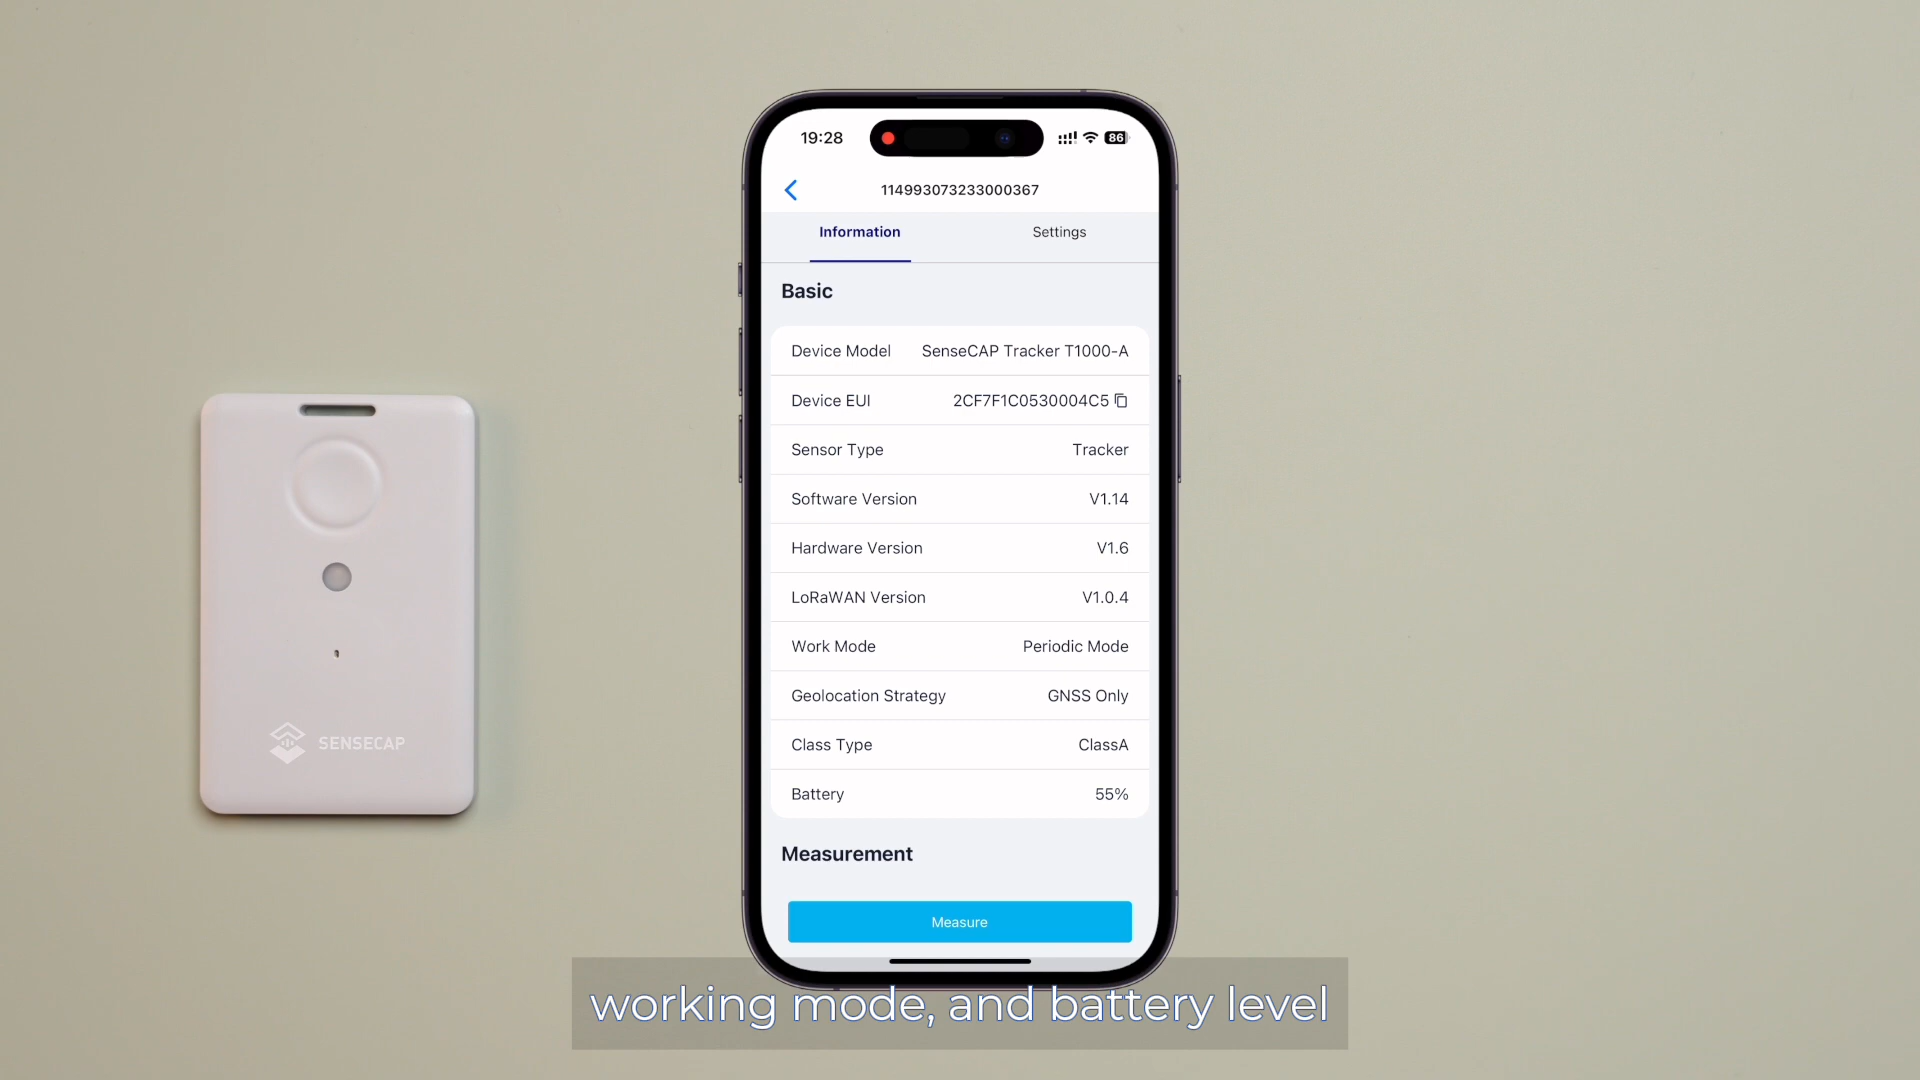 19:28
86
114993073233000367
Information Settings
Basic
Device Model SenseCAP Tracker T1000-A
Device EUI 2CF7F1C0530004C5
Sensor Type Tracker
Software Version V1.14
Hardware Version V1.6
LoRaWAN Version V1.0.4
Work Mode Periodic Mode
Geolocation Strategy GNSS Only
Class Type ClassA
Battery 55%
Measurement
Measure
SENSECAP
working mode, and battery level